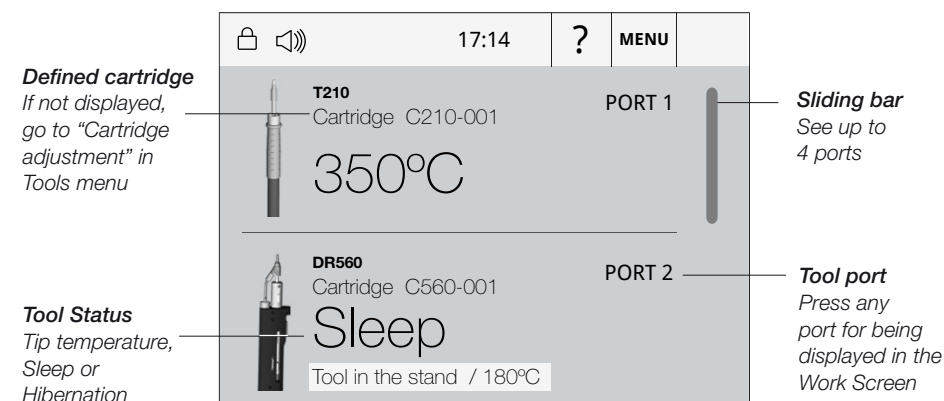 17:14
?
MENU
Defined cartridge
If not displayed,
go to “Cartridge
adjustment” in
Tools menu
T210
Cartridge C210-001
350ºC
PORT 1
Sliding bar
See up to
4 ports
DR560
Cartridge C560-001
Sleep
Tool in the stand / 180ºC
PORT 2
Tool Status
Tip temperature,
Sleep or
Hibernation
Tool port
Press any
port for being
displayed in the
Work Screen